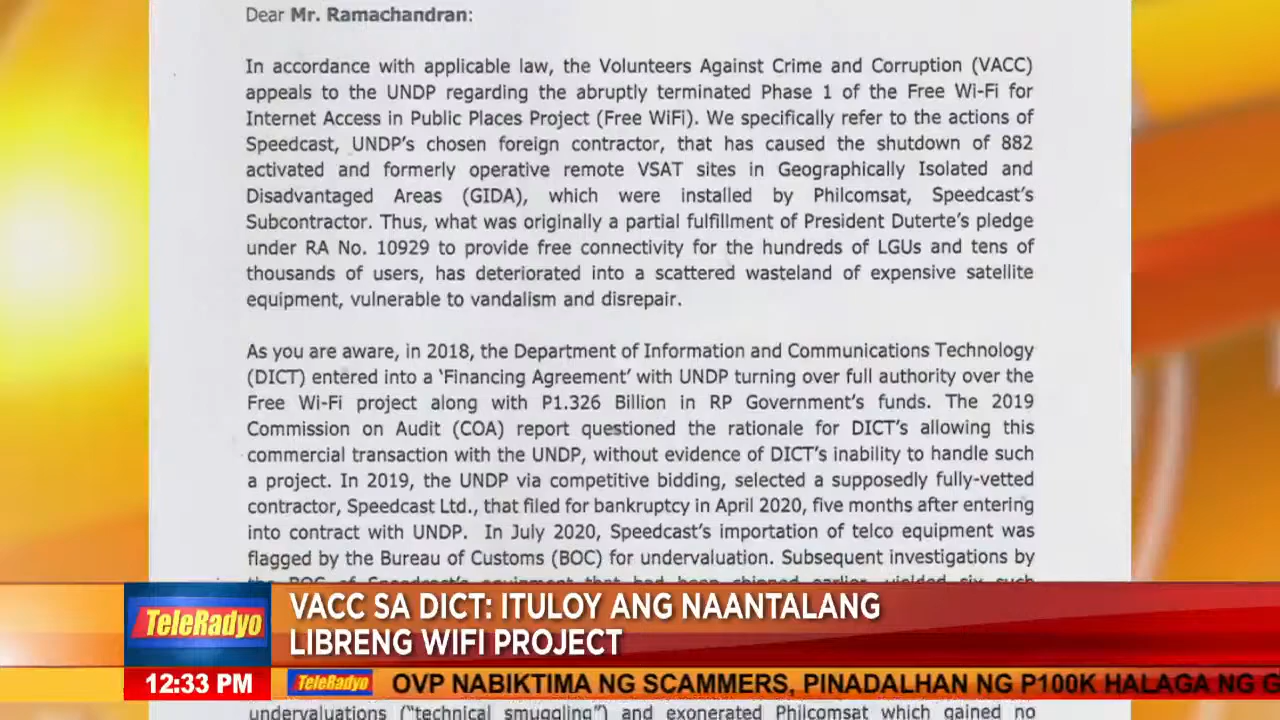 Dear Mr. Ramachandran:
In accordance with applicable law, the Volunteers Against Crime and Corruption (VACC)
appeals to the UNDP regarding the abruptly terminated Phase 1 of the Free Wi-Fi for
Internet Access in Public Places Project (Free WiFi). We specifically refer to the actions of
Speedcast, UNDP's chosen foreign contractor, that has caused the shutdown of 882
activated and formerly operative remote VSAT sites in Geographically Isolated and
Disadvantaged Areas (GIDA), which were installed by Philcomsat, Speedcast's
Subcontractor. Thus, what was originally a partial fulfillment of President Duterte's pledge
under RA No. 10929 to provide free connectivity for the hundreds of LGUs and tens of
thousands of users, has deteriorated into a scattered wasteland of expensive satellite
equipment, vulnerable to vandalism and disrepair.
As you are aware, in 2018, the Department of Information and Communications Technology
(DICT) entered into a 'Financing Agreement' with UNDP turning over full authority over the
Free Wi-Fi project along with P1.326 Billion in RP Government's funds. The 2019
Commission on Audit (COA) report questioned the rationale for DICT's allowing this
commercial transaction with the UNDP, without evidence of DICT's inability to handle such
a project. In 2019, the UNDP via competitive bidding, selected a supposedly fully-vetted
contractor, Speedcast Ltd., that filed for bankruptcy in April 2020, five months after entering
into contract with UNDP. In July 2020, Speedcast's importation of telco equipment was
flagged by the Bureau of Customs (BOC) for undervaluation. Subsequent investigations by
the BOC of Speedcast's equipment that had been shipped earlier, yielded six such
TeleRadyo
VACC SA DICT: ITULOY ANG NAANTALANG
LIBRENG WIFI PROJECT
12:33 PM
TeleRadyo
OVP NABIKTIMA NG SCAMMERS, PINADALHAN NG P100K HALAGA NG G
undervaluations ("technical smuggling") and exonerated Philcomsat which gained no